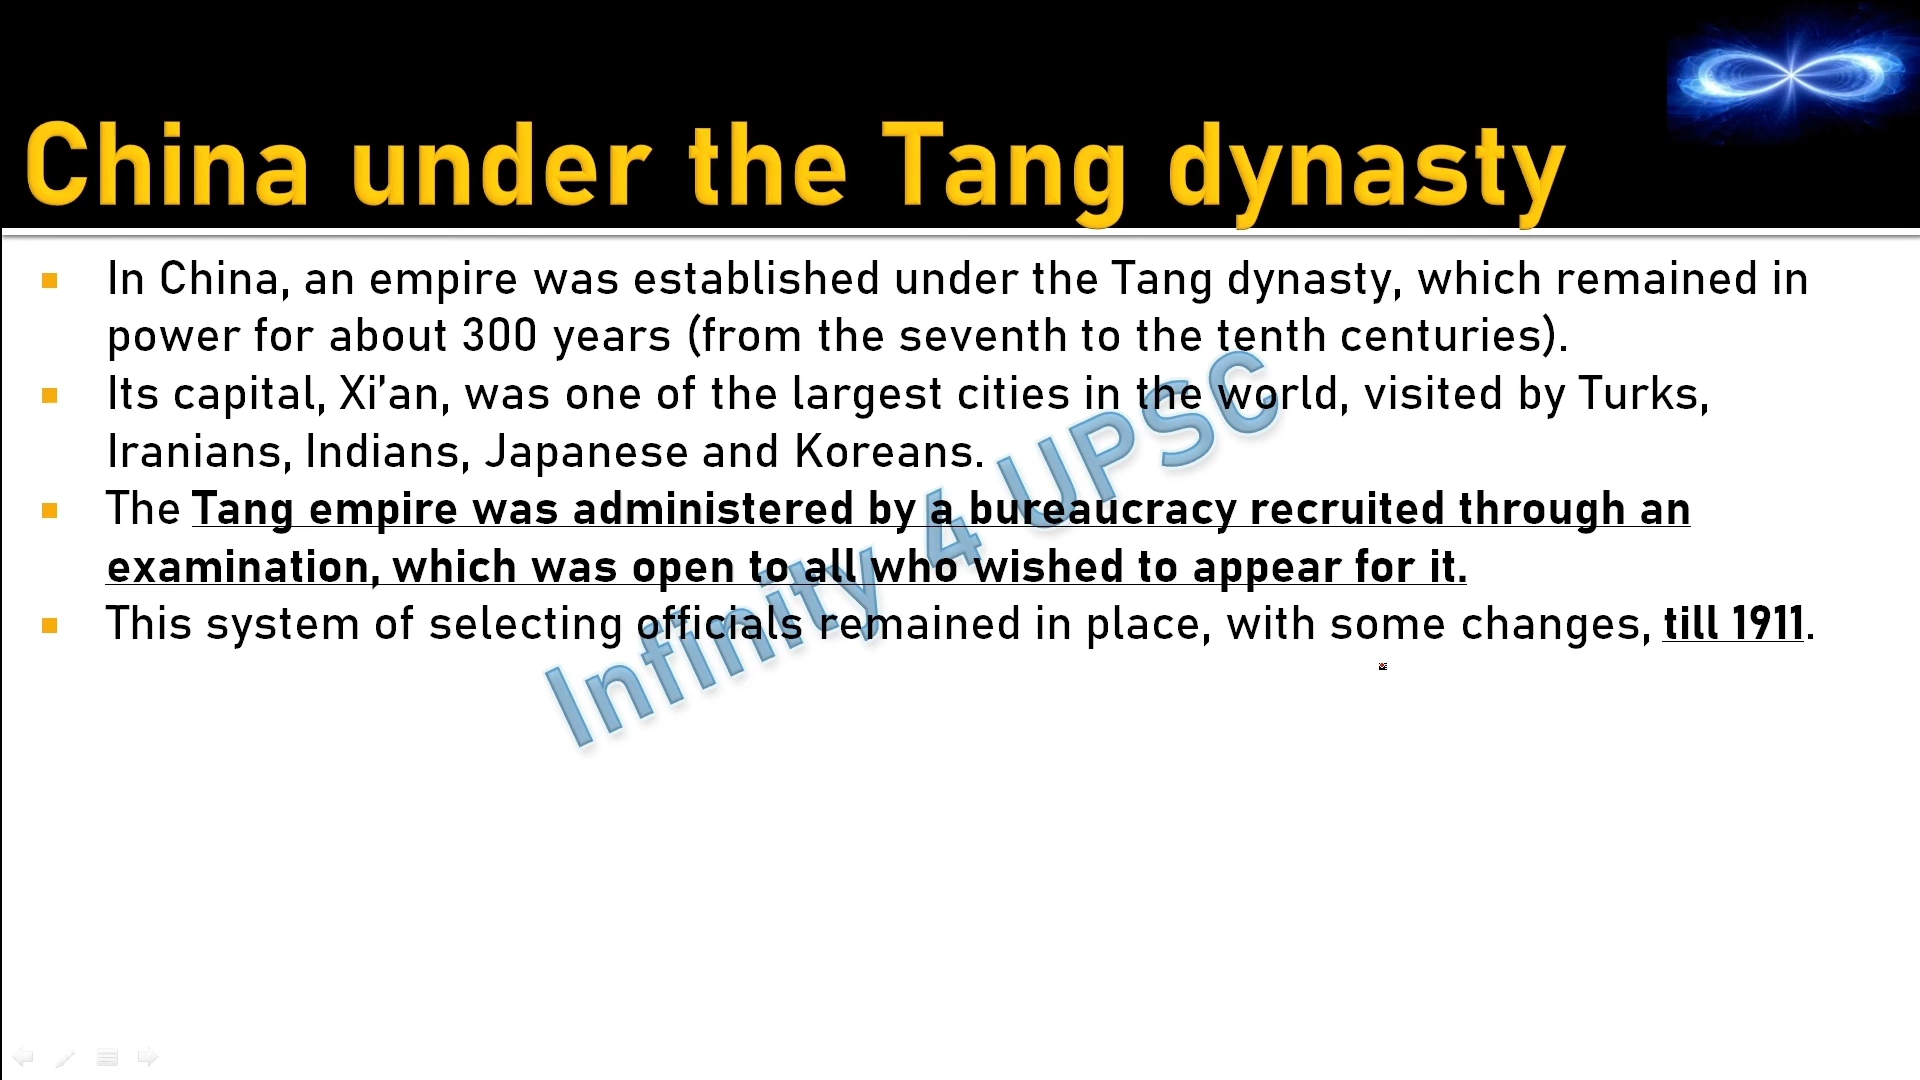 China under the Tang dynasty
In China, an empire was established under the Tang dynasty, which remained in
power for about 300 years (from the seventh to the tenth centuries).
Its capital, Xi’an, was one of the largest cities in the world, visited by Turks,
Iranians, Indians, Japanese and Koreans.
The Tang empire was administered by a bureaucracy recruited through an
examination, which was open to all who wished to appear for it.
This system of selecting officials remained in place, with some changes, till 1911.
Infinity 4 UPSC